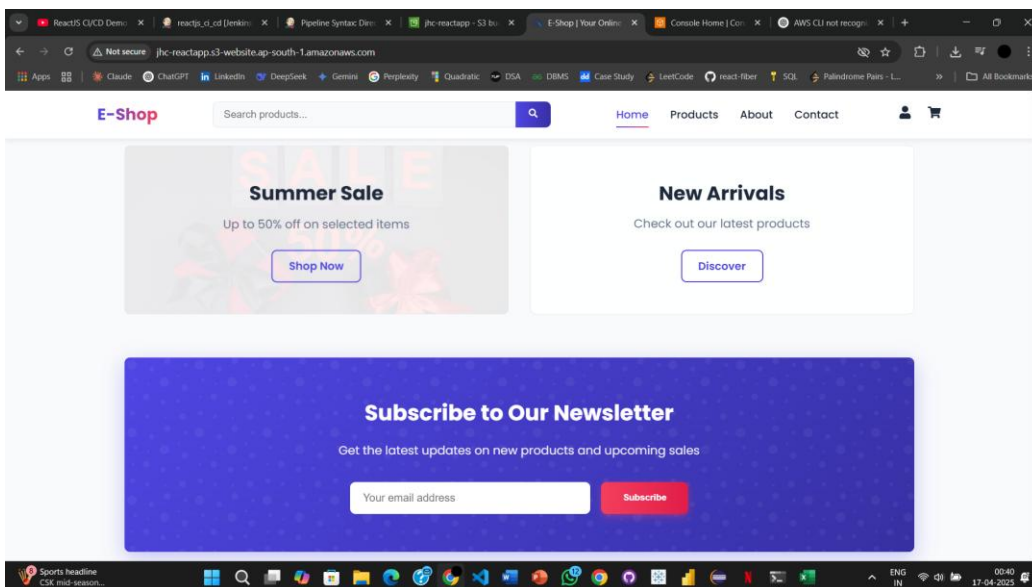 ReactJS CI/CD Demo
reactjs_ci_cd [Jenkins
Pipeline Syntax: Direc
jhc-reactapp - S3 bu
E-Shop | Your Online
Console Home | Con
AWS CLI not recogni
Not secure jhc-reactapp.s3-website.ap-south-1.amazonaws.com
Apps Claude ChatGPT LinkedIn DeepSeek Gemini Perplexity Quadratic DSA DBMS Case Study LeetCode react-fiber SQL Palindrome Pairs - L... » All Bookmarks
E-Shop Search products... Home Products About Contact
SALE
50%
Summer Sale
Up to 50% off on selected items
Shop Now
New Arrivals
Check out our latest products
Discover
Subscribe to Our Newsletter
Get the latest updates on new products and upcoming sales
Your email address Subscribe
Sports headline
CSK mid-season...
ENG
IN
00:40
17-04-2025